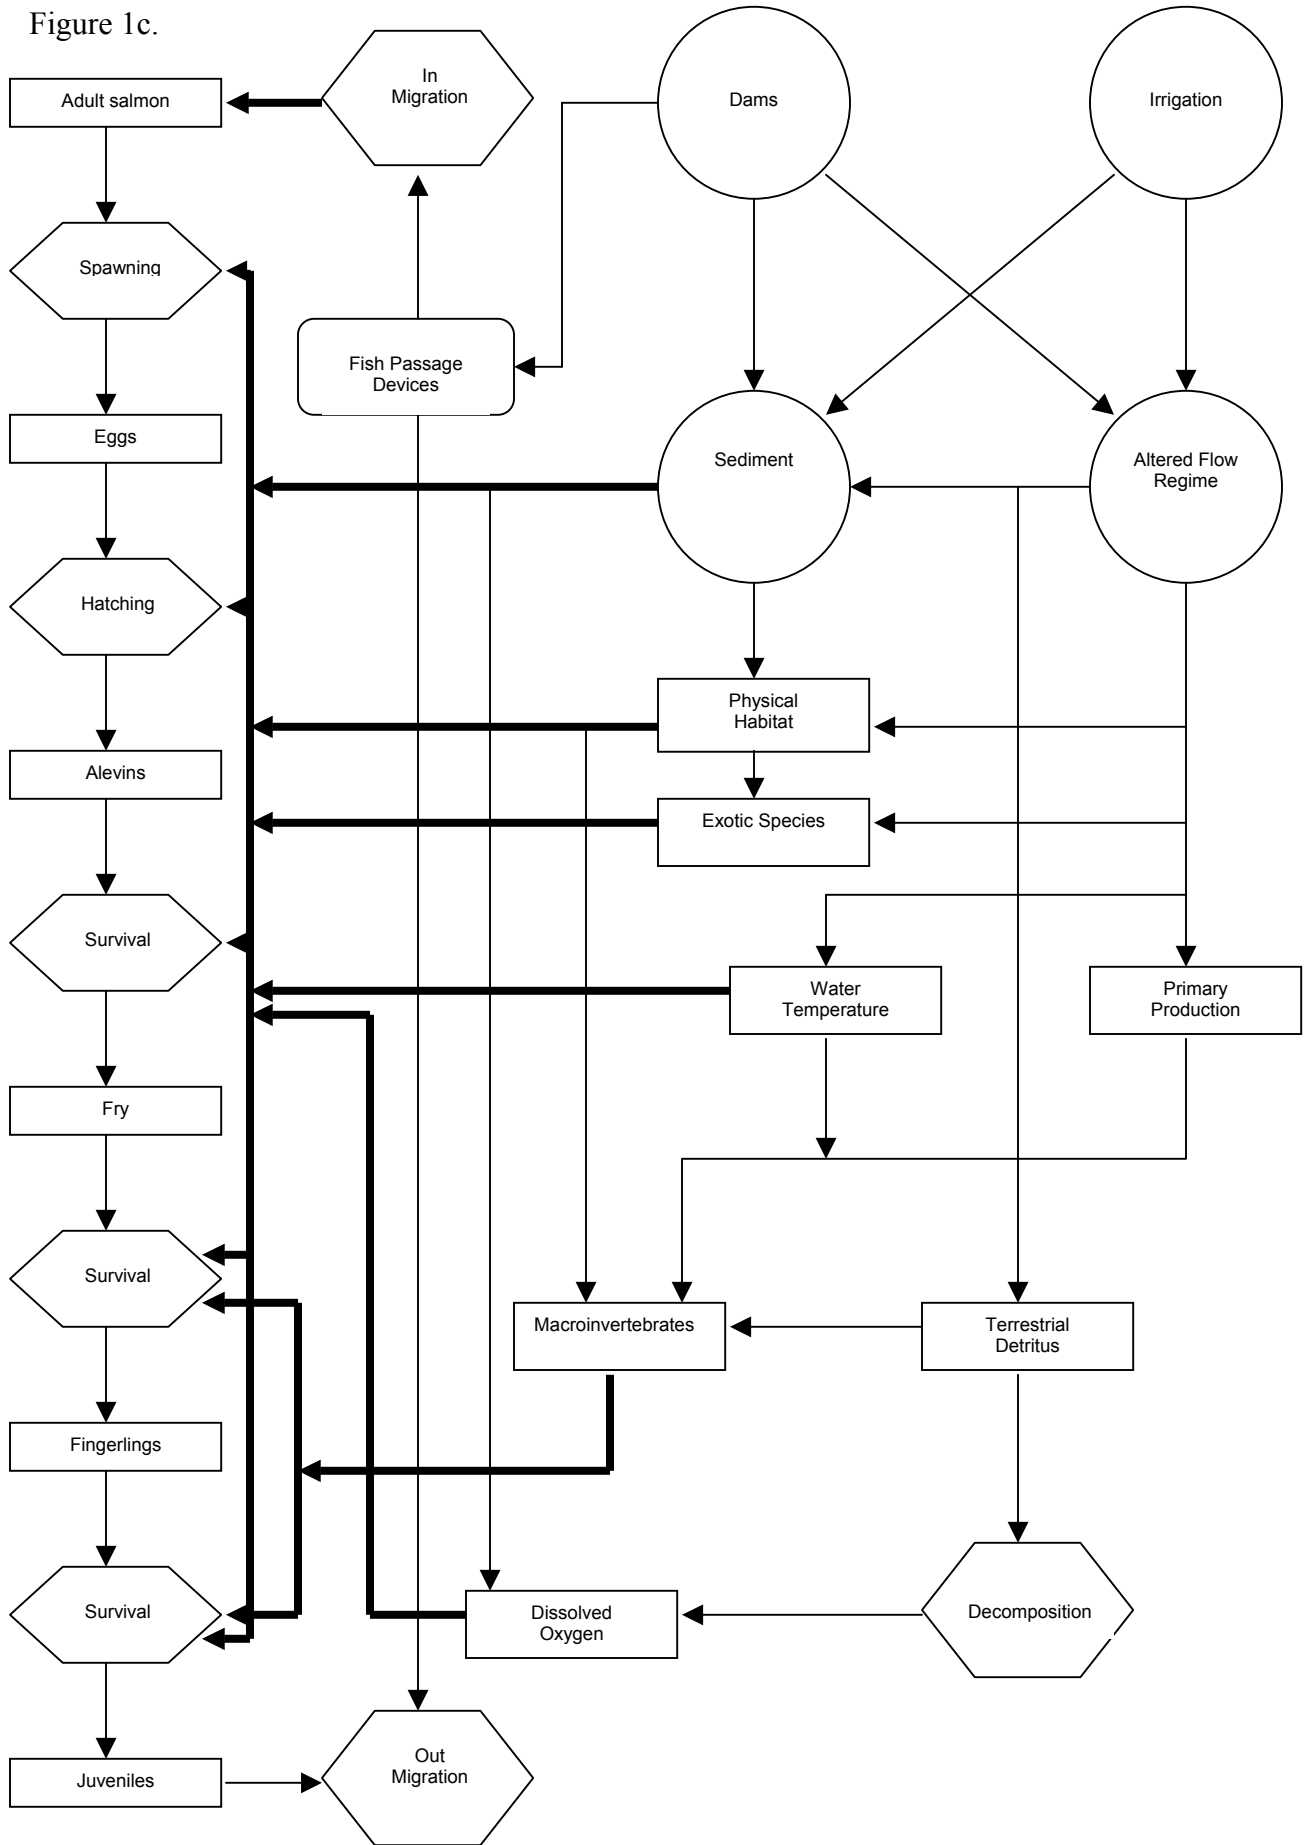 Figure 1c.
In
Migration
Adult salmon
Dams
Irrigation
Spawning
Fish Passage
Devices
Eggs
Sediment
Altered Flow
Regime
Hatching
Physical
Habitat
Alevins
Exotic Species
Survival
Water
Temperature
Primary
Production
Fry
Survival
Macroinvertebrates
Terrestrial
Detritus
Fingerlings
Survival
Dissolved
Oxygen
Decomposition
Out
Migration
Juveniles